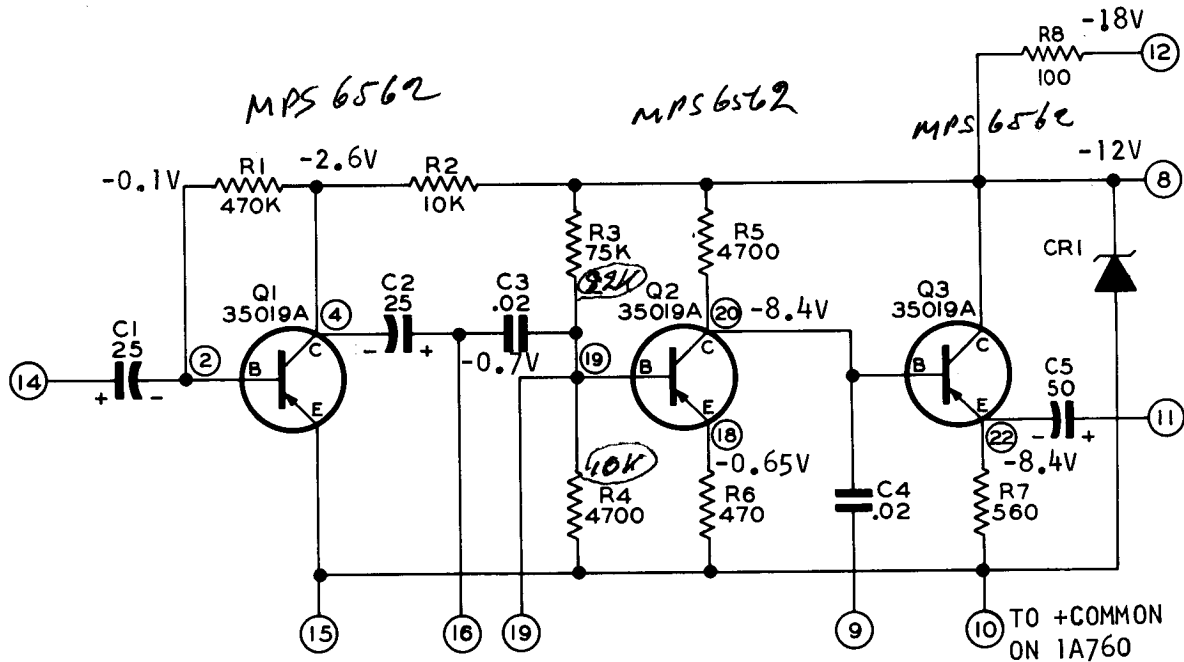 -18V
R8
12
100
MPS 6562
MPS 6562
MPS 6562
-0.1V
R1
-2.6V
R2
-12V
8
470K
10K
R3
75K
22K
R5
4700
CR1
Q1
35019A
4
C2
25
C3
.02
Q2
35019A
20
-8.4V
Q3
35019A
C1
25
2
B
C
E
- +
-0.7V
19
B
C
E
B
C
E
C5
50
14
+ -
11
18
-0.65V
22
- +
-8.4V
10K
R4
4700
R6
470
C4
.02
R7
560
15
16
19
9
10
TO +COMMON
ON 1A760